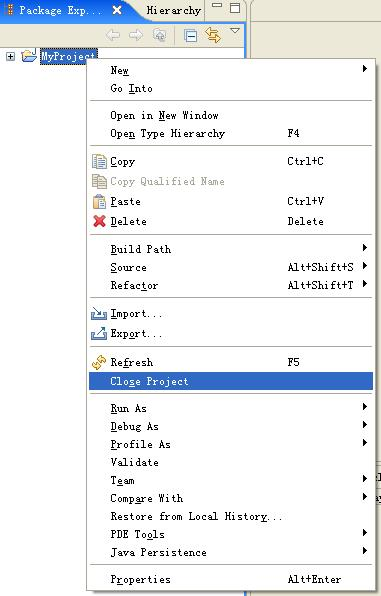 Package Exp... Hierarchy
MyProject
New
Go Into
Open in New Window
Open Type Hierarchy F4
Copy Ctrl+C
Copy Qualified Name
Paste Ctrl+V
Delete Delete
Build Path
Source Alt+Shift+S
Refactor Alt+Shift+T
Import...
Export...
Refresh F5
Close Project
Run As
Debug As
Profile As
Validate
Team
Compare With
Restore from Local History...
PDE Tools
Java Persistence
Properties Alt+Enter